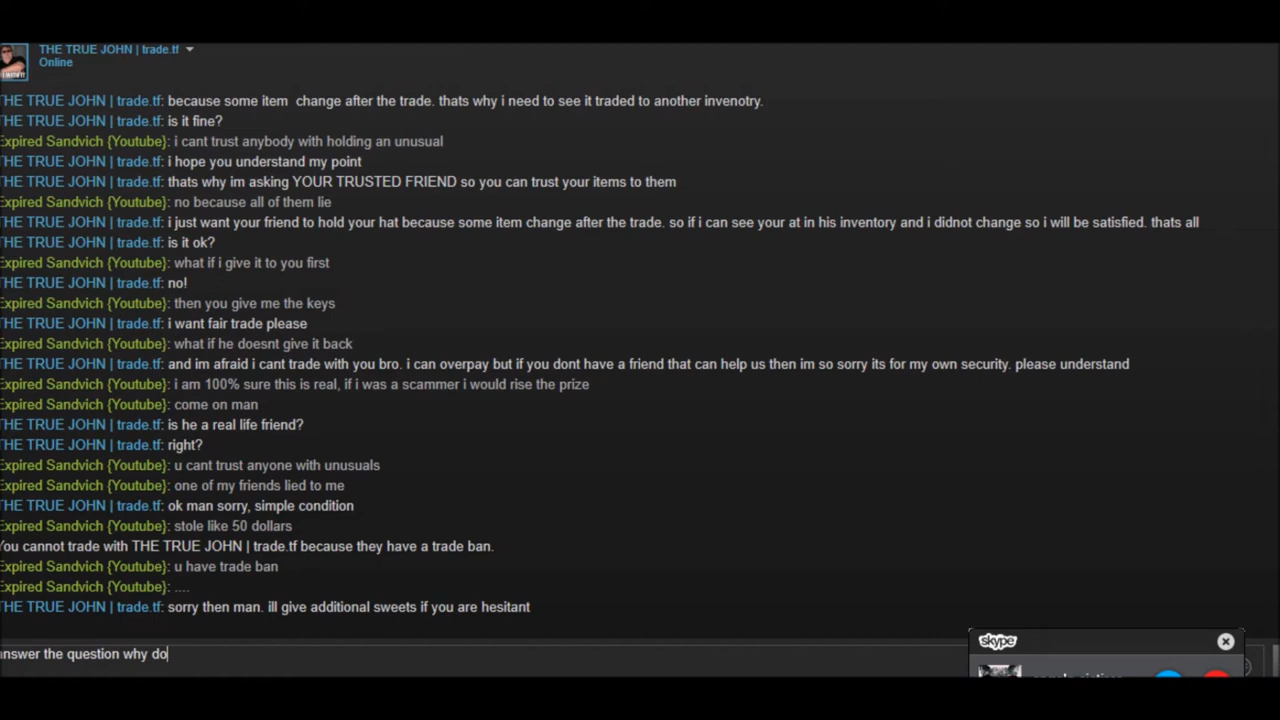 THE TRUE JOHN | trade.tf
Online
THE TRUE JOHN | trade.tf: because some item change after the trade. thats why i need to see it traded to another invenotry.
THE TRUE JOHN | trade.tf: is it fine?
Expired Sandvich {Youtube}: i cant trust anybody with holding an unusual
THE TRUE JOHN | trade.tf: i hope you understand my point
THE TRUE JOHN | trade.tf: thats why im asking YOUR TRUSTED FRIEND so you can trust your items to them
Expired Sandvich {Youtube}: no because all of them lie
THE TRUE JOHN | trade.tf: i just want your friend to hold your hat because some item change after the trade. so if i can see your at in his inventory and i didnot change so i will be satisfied. thats all
THE TRUE JOHN | trade.tf: is it ok?
Expired Sandvich {Youtube}: what if i give it to you first
THE TRUE JOHN | trade.tf: no!
Expired Sandvich {Youtube}: then you give me the keys
THE TRUE JOHN | trade.tf: i want fair trade please
Expired Sandvich {Youtube}: what if he doesnt give it back
THE TRUE JOHN | trade.tf: and im afraid i cant trade with you bro. i can overpay but if you dont have a friend that can help us then im so sorry its for my own security. please understand
Expired Sandvich {Youtube}: i am 100% sure this is real, if i was a scammer i would rise the prize
Expired Sandvich {Youtube}: come on man
THE TRUE JOHN | trade.tf: is he a real life friend?
THE TRUE JOHN | trade.tf: right?
Expired Sandvich {Youtube}: u cant trust anyone with unusuals
Expired Sandvich {Youtube}: one of my friends lied to me
THE TRUE JOHN | trade.tf: ok man sorry, simple condition
Expired Sandvich {Youtube}: stole like 50 dollars
You cannot trade with THE TRUE JOHN | trade.tf because they have a trade ban.
Expired Sandvich {Youtube}: u have trade ban
Expired Sandvich {Youtube}: ....
THE TRUE JOHN | trade.tf: sorry then man. ill give additional sweets if you are hesitant
answer the question why do
skype